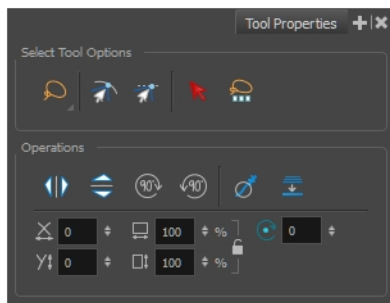 Tool Properties
Select Tool Options
Operations
90° 90°
X 0 100 % 0
Y 0 100 %